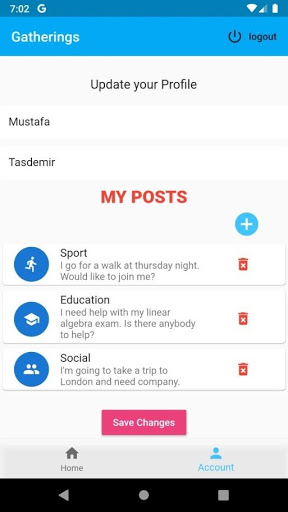 7:02 G
Gatherings
logout
Update your Profile
Mustafa
Tasdemir
MY POSTS
Sport
I go for a walk at thursday night.
Would like to join me?
Education
I need help with my linear
algebra exam. Is there anybody
to help?
Social
I'm going to take a trip to
London and need company.
Save Changes
Home
Account